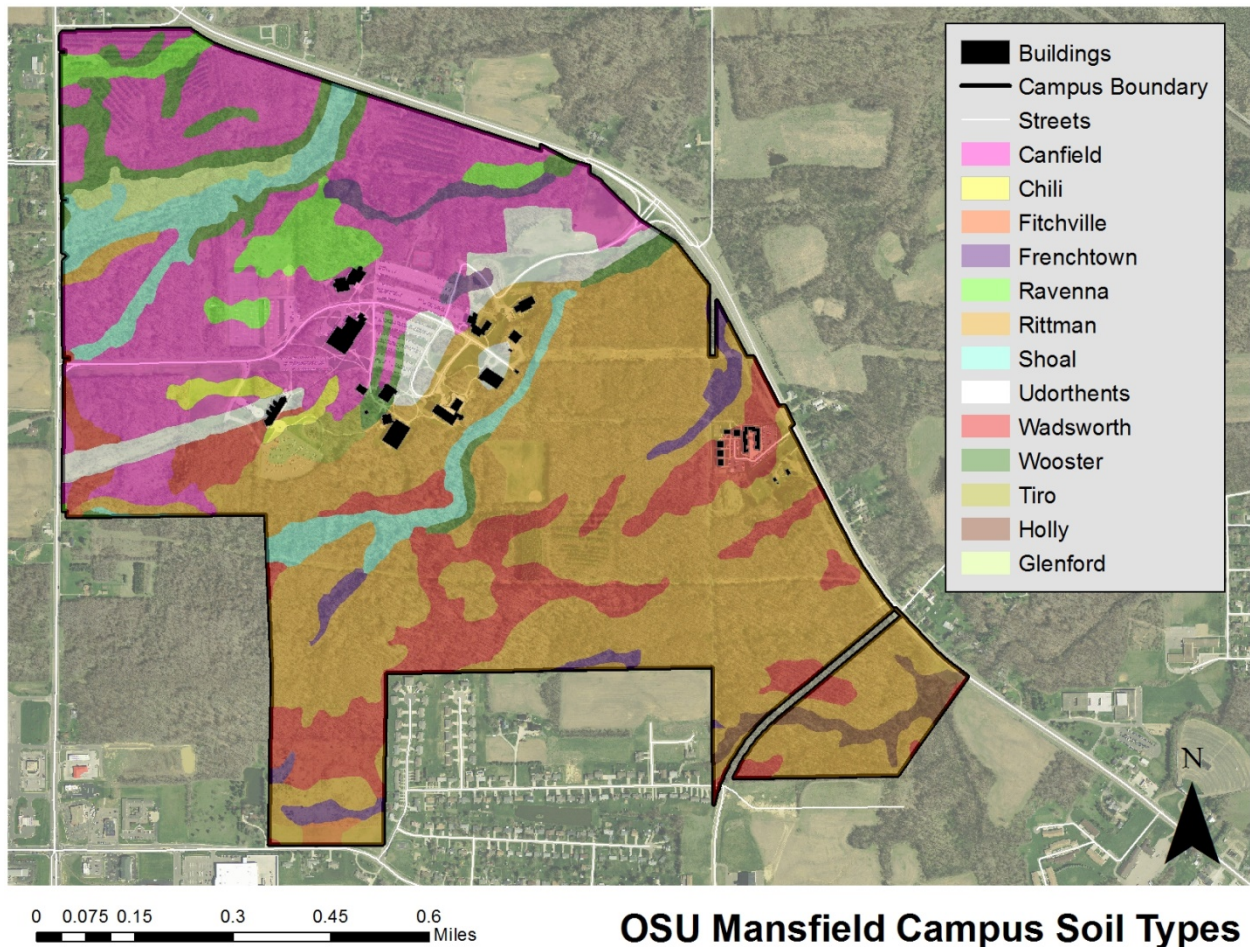 Buildings
Campus Boundary
Streets
Canfield
Chili
Fitchville
Frenchtown
Ravenna
Rittman
Shoal
Udorthents
Wadsworth
Wooster
Tiro
Holly
Glenford
N
0 0.075 0.15 0.3 0.45 0.6
Miles
OSU Mansfield Campus Soil Types